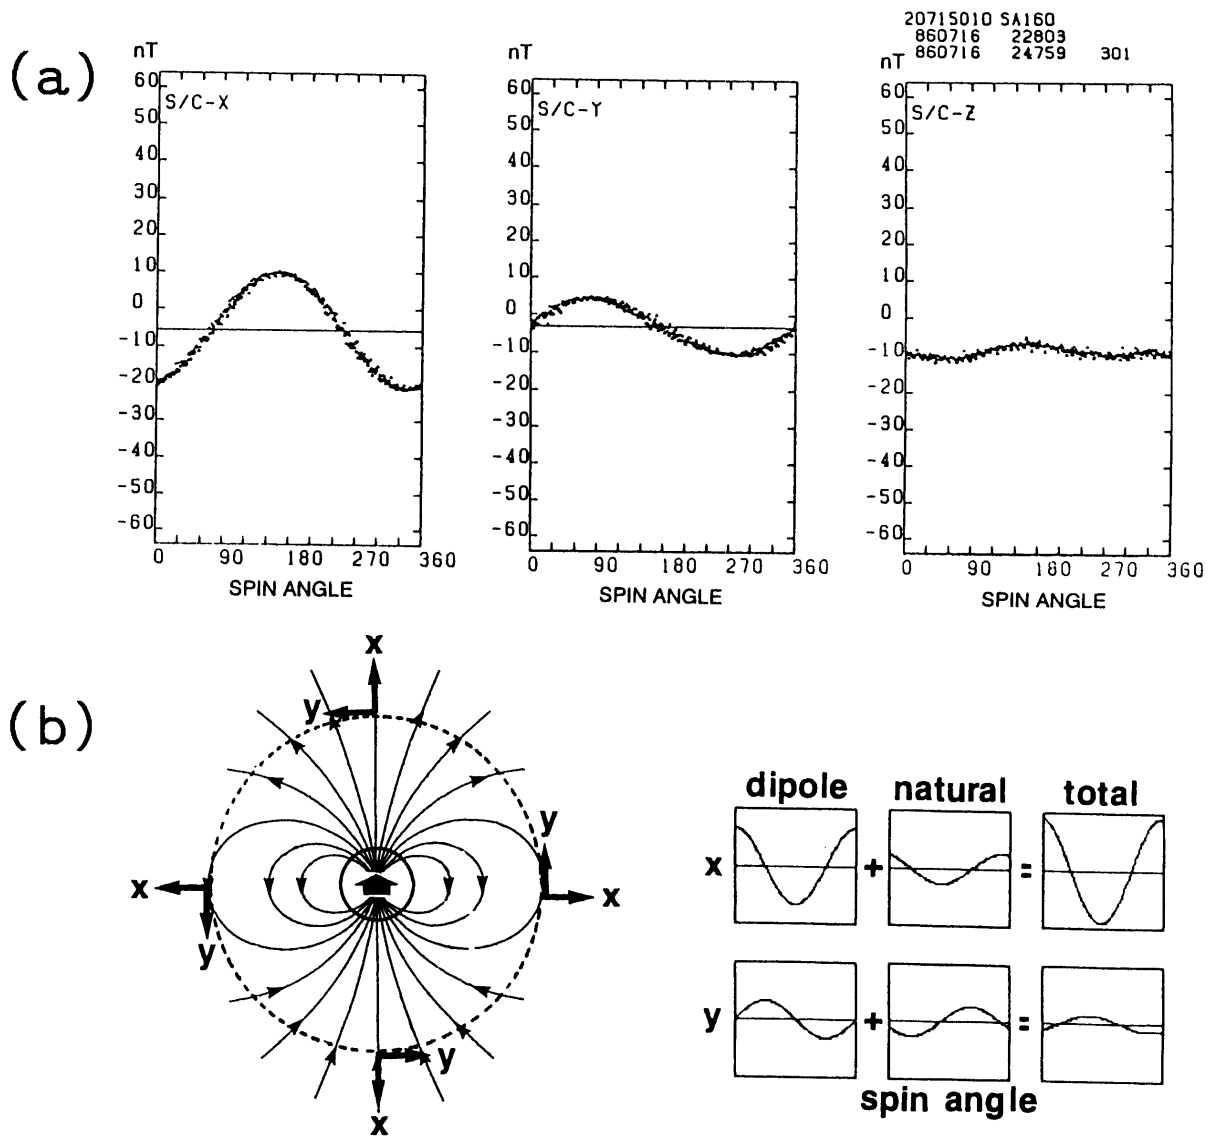 20715010 SA160
860716 22803
860716 24759 301
(a)
nT
S/C-X
60
50
40
30
20
10
0
-10
-20
-30
-40
-50
-60
0 90 180 270 360
SPIN ANGLE
nT
S/C-Y
60
50
40
30
20
10
0
-10
-20
-30
-40
-50
-60
0 90 180 270 360
SPIN ANGLE
nT
S/C-Z
60
50
40
30
20
10
0
-10
-20
-30
-40
-50
-60
0 90 180 270 360
SPIN ANGLE
(b)
x
y
y
x
x
y
y
x
dipole natural total
x + =
y + =
spin angle